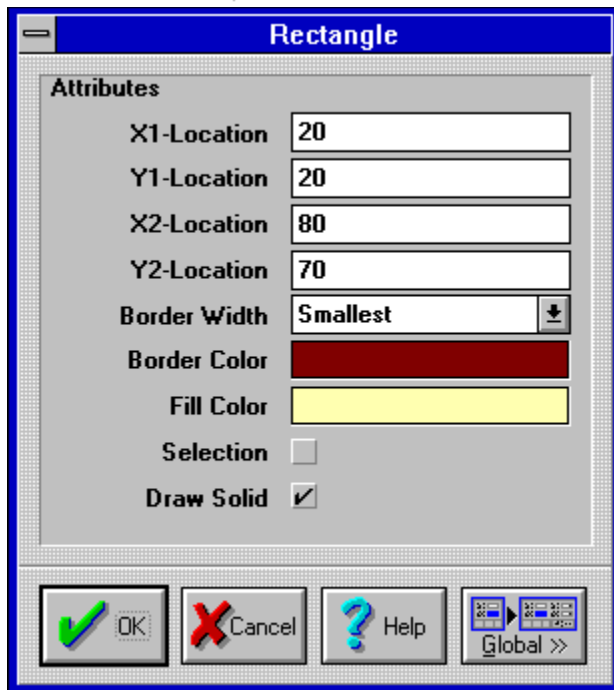 Rectangle
Attributes
X1-Location 20
Y1-Location 20
X2-Location 80
Y2-Location 70
Border Width Smallest
Border Color
Fill Color
Selection
Draw Solid
OK Cancel Help Global >>